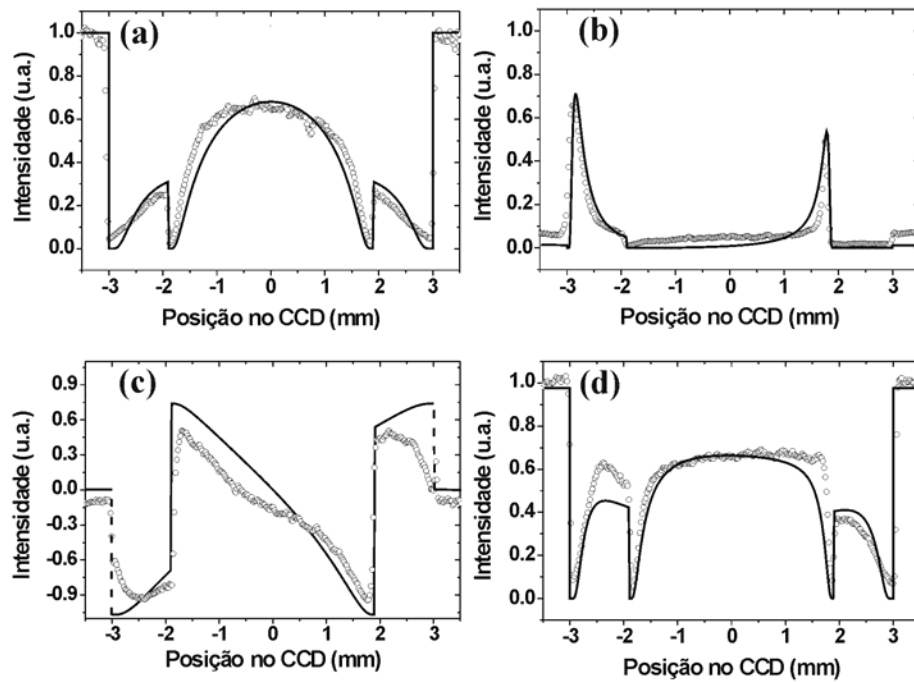 (a)
Intensidade (u.a.)
1.0
0.8
0.6
0.4
0.2
0.0
-3 -2 -1 0 1 2 3
Posição no CCD (mm)
(b)
Intensidade (u.a.)
1.0
0.8
0.6
0.4
0.2
0.0
-3 -2 -1 0 1 2 3
Posição no CCD (mm)
(c)
Intensidade (u.a.)
0.9
0.6
0.3
0.0
-0.3
-0.6
-0.9
-3 -2 -1 0 1 2 3
Posição no CCD (mm)
(d)
Intensidade (u.a.)
1.0
0.8
0.6
0.4
0.2
0.0
-3 -2 -1 0 1 2 3
Posição no CCD (mm)